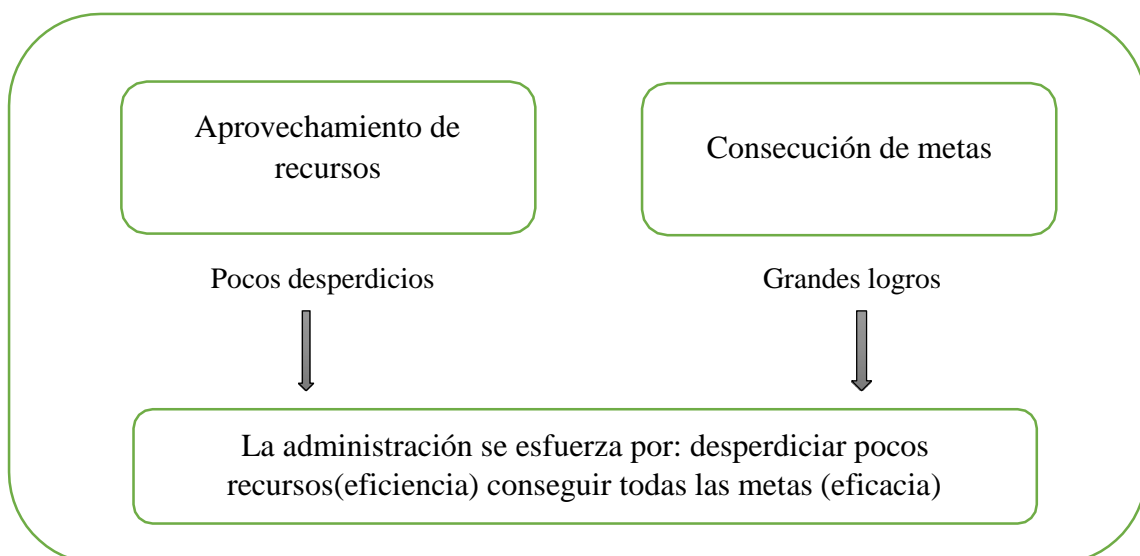 Aprovechamiento de
recursos
Consecución de metas
Pocos desperdicios
Grandes logros
La administración se esfuerza por: desperdiciar pocos
recursos(eficiencia) conseguir todas las metas (eficacia)